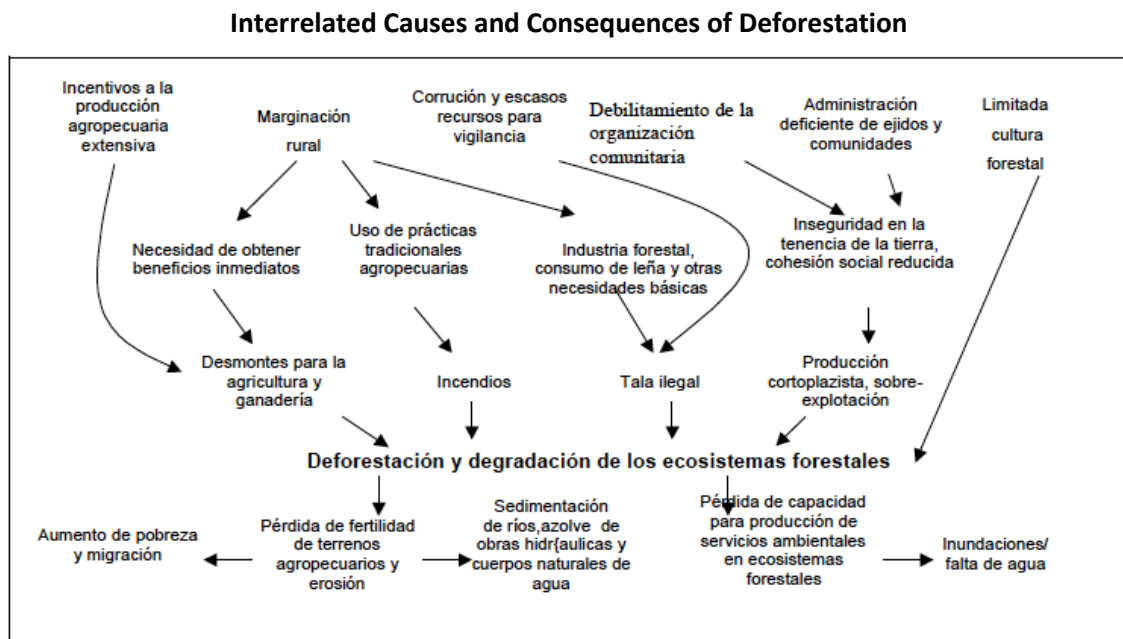 Interrelated Causes and Consequences of Deforestation
Incentivos a la
producción
agropecuaria
extensiva
Marginación
rural
Corrución y escasos
recursos para
vigilancia
Debilitamiento de la
organización
comunitaria
Administración
deficiente de ejidos y
comunidades
Limitada
cultura
forestal
Necesidad de obtener
beneficios inmediatos
Uso de prácticas
tradicionales
agropecuarias
Industria forestal,
consumo de leña y otras
necesidades básicas
Inseguridad en la
tenencia de la tierra,
cohesión social reducida
Desmontes para la
agricultura y
ganadería
Incendios
Tala ilegal
Producción
cortoplazista, sobre-
explotación
Deforestación y degradación de los ecosistemas forestales
Aumento de pobreza
y migración
Pérdida de fertilidad
de terrenos
agropecuarios y
erosión
Sedimentación
de ríos,azolve de
obras hidr{aulicas y
cuerpos naturales de
agua
Pérdida de capacidad
para producción de
servicios ambientales
en ecosistemas
forestales
Inundaciones/
falta de agua